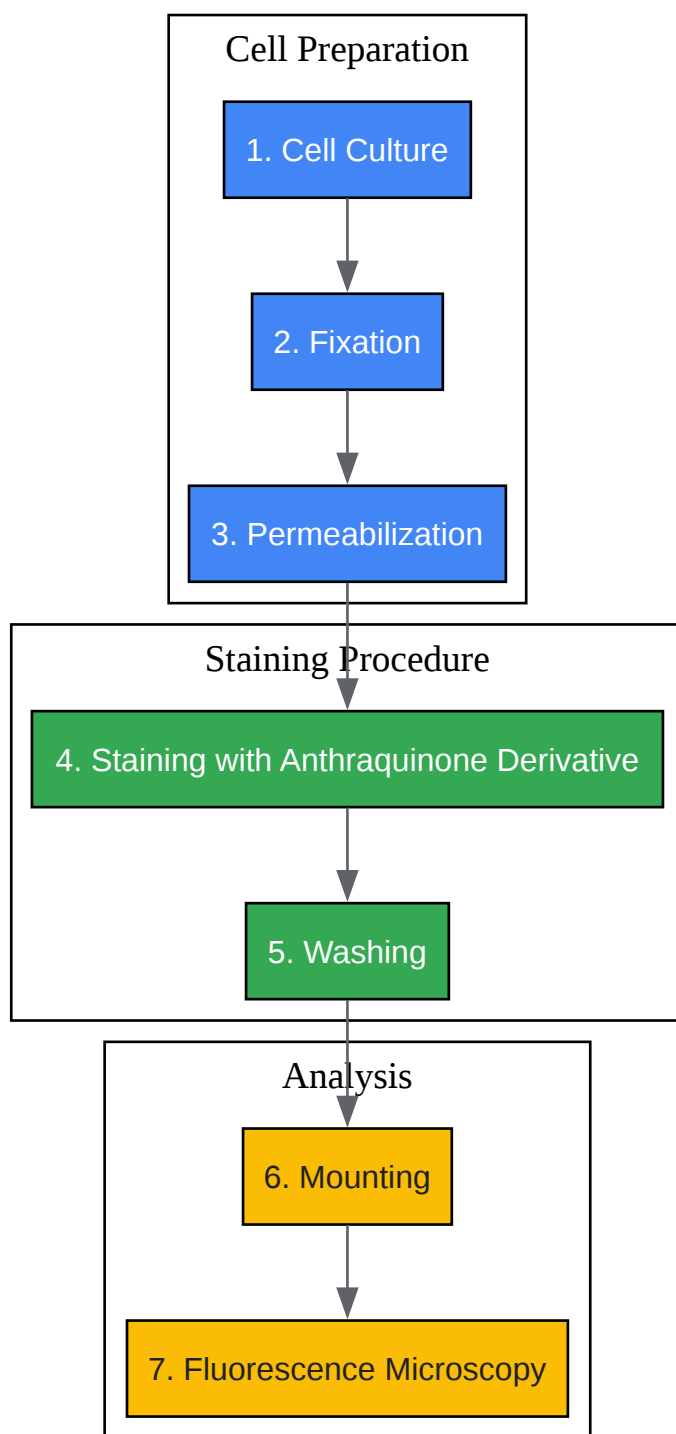 Cell Preparation
1. Cell Culture
2. Fixation
3. Permeabilization
Staining Procedure
4. Staining with Anthraquinone Derivative
5. Washing
Analysis
6. Mounting
7. Fluorescence Microscopy